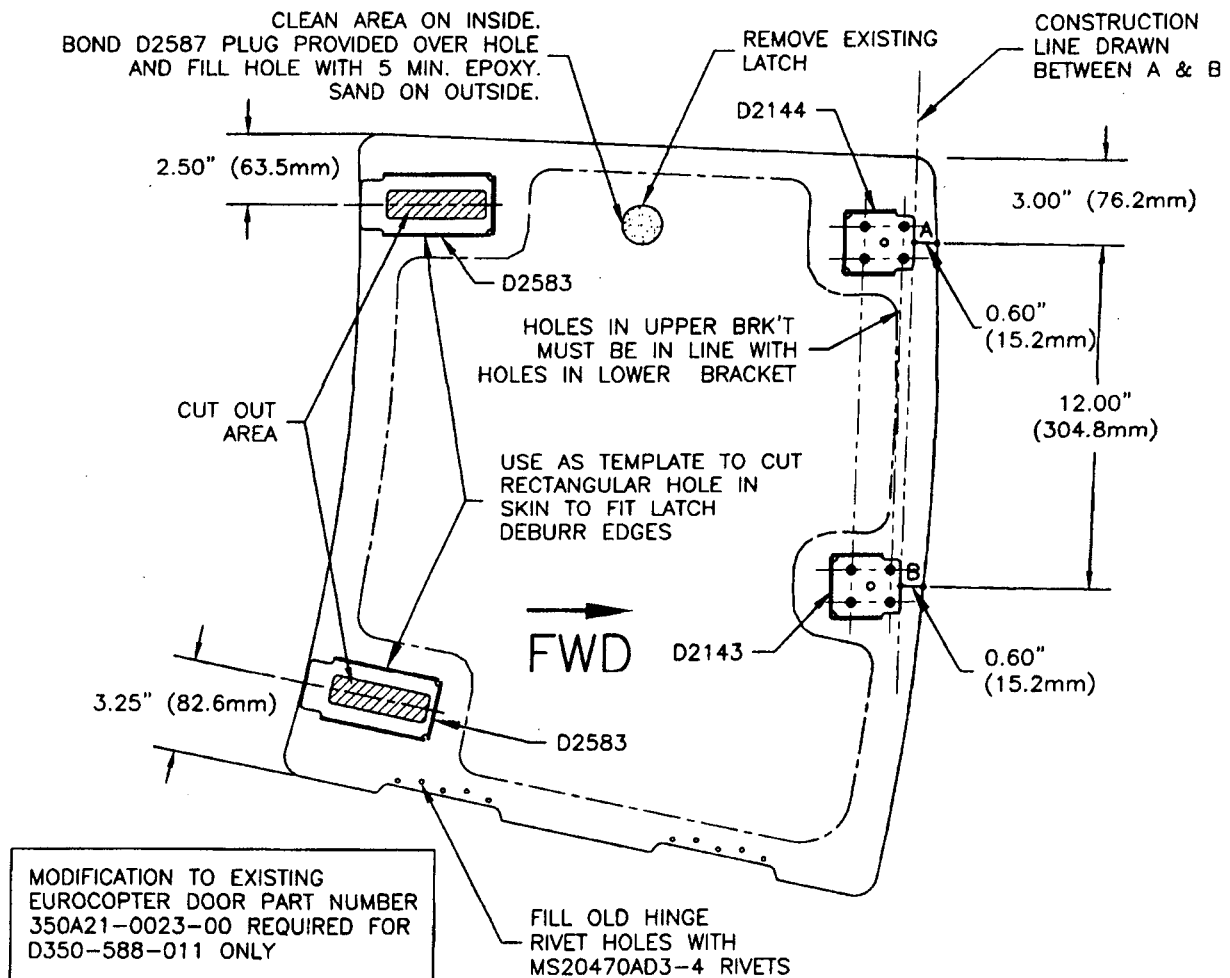 CLEAN AREA ON INSIDE.
BOND D2587 PLUG PROVIDED OVER HOLE
AND FILL HOLE WITH 5 MIN. EPOXY.
SAND ON OUTSIDE.
REMOVE EXISTING
LATCH
CONSTRUCTION
LINE DRAWN
BETWEEN A & B
D2144
2.50" (63.5mm)
3.00" (76.2mm)
A
D2583
0.60"
(15.2mm)
HOLES IN UPPER BRK'T
MUST BE IN LINE WITH
HOLES IN LOWER BRACKET
12.00"
(304.8mm)
CUT OUT
AREA
USE AS TEMPLATE TO CUT
RECTANGULAR HOLE IN
SKIN TO FIT LATCH
DEBURR EDGES
B
FWD
D2143
0.60"
(15.2mm)
3.25" (82.6mm)
D2583
MODIFICATION TO EXISTING
EUROCOPTER DOOR PART NUMBER
350A21-0023-00 REQUIRED FOR
D350-588-011 ONLY
FILL OLD HINGE
RIVET HOLES WITH
MS20470AD3-4 RIVETS